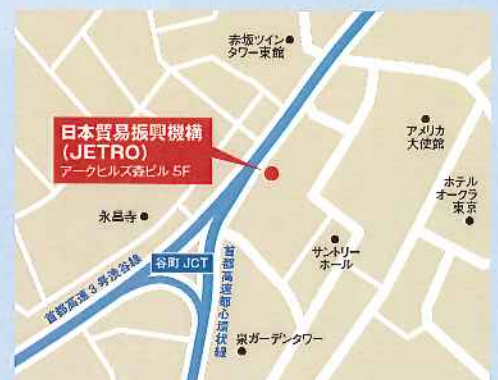 赤坂ツイン
タワー東館
日本貿易振興機構
(JETRO)
アークヒルズ森ビル 5F
アメリカ
大使館
ホテル
オークラ
東京
永昌寺
サントリー
ホール
谷町 JCT
首都高速3号渋谷線
首都高速都心環状線
泉ガーデンタワー